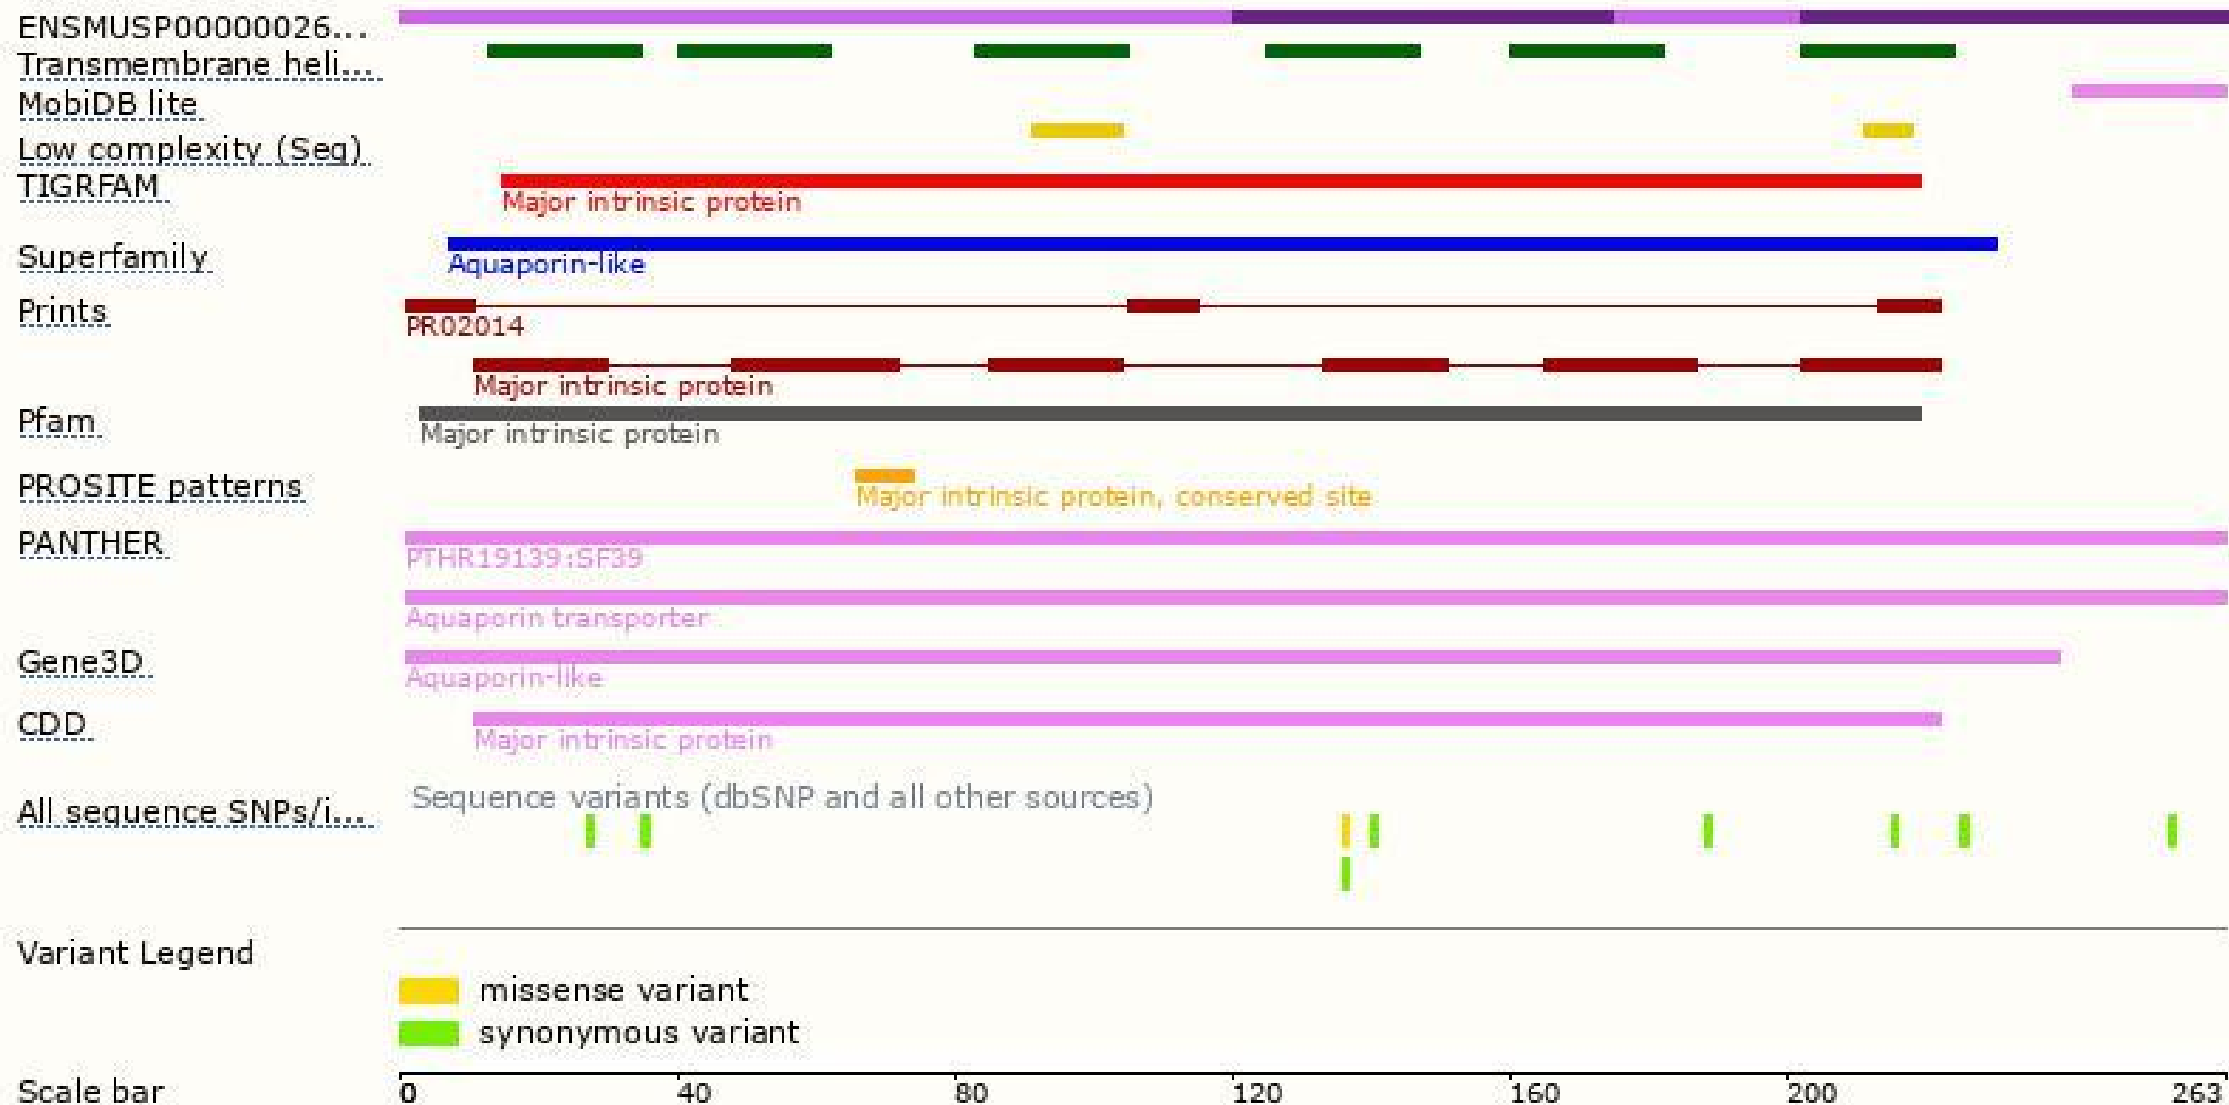 ENSMUSP00000026...
Transmembrane heli...
MobiDB lite
Low complexity (Seg)
TIGRFAM
Major intrinsic protein
Superfamily
Aquaporin-like
Prints
PR02014
Major intrinsic protein
Pfam
Major intrinsic protein
PROSITE patterns
Major intrinsic protein, conserved site
PANTHER
PTHR19139:SF39
Aquaporin transporter
Gene3D
Aquaporin-like
CDD
Major intrinsic protein
Sequence variants (dbSNP and all other sources)
All sequence SNPs/i...
Variant Legend
missense variant
synonymous variant
Scale bar 0 40 80 120 160 200 263